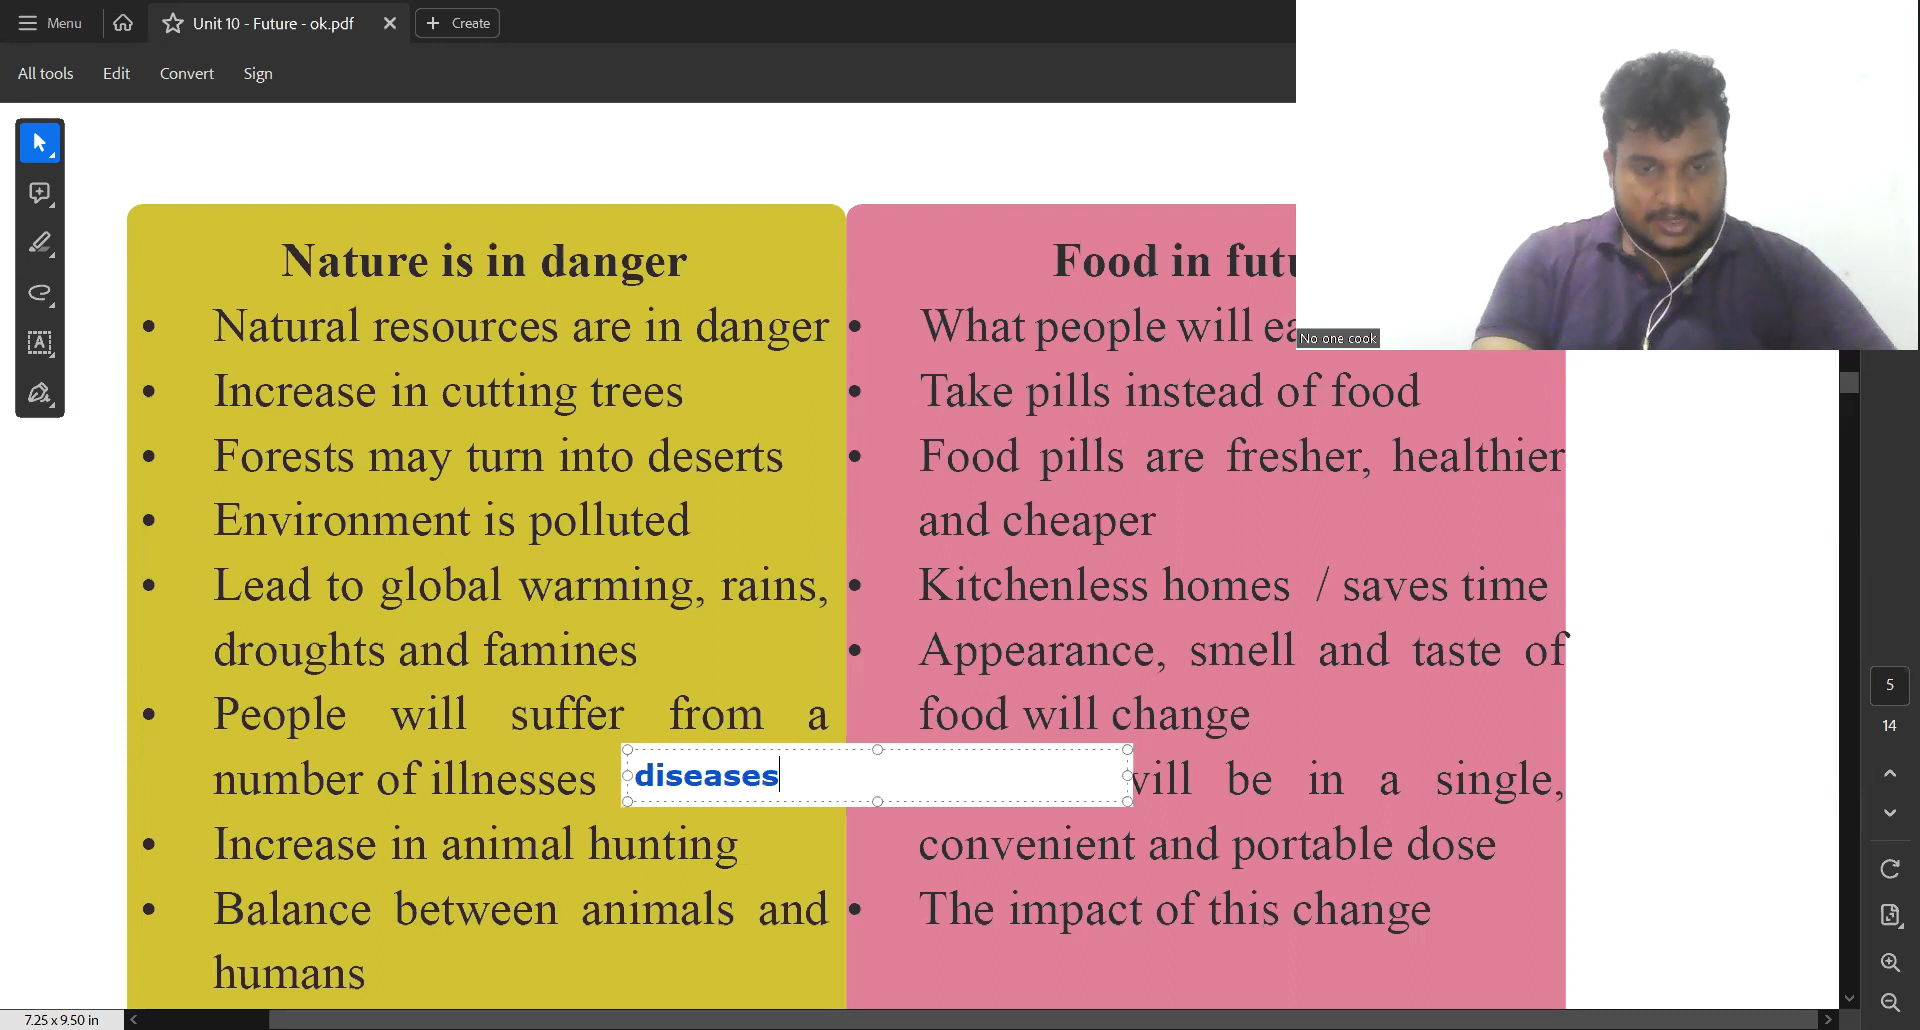 Menu
Unit 10 - Future - ok.pdf
Create
All tools
Edit
Convert
Sign
No one cook
Nature is in danger
• Natural resources are in danger
• Increase in cutting trees
• Forests may turn into deserts
• Environment is polluted
• Lead to global warming, rains,
droughts and famines
• People will suffer from a
number of illnesses
diseases
• Increase in animal hunting
• Balance between animals and
humans
Food in
• What people will
• Take pills instead of food
• Food pills are fresher, healthier
and cheaper
• Kitchenless homes / saves time
• Appearance, smell and taste of
food will change
will be in a single,
convenient and portable dose
• The impact of this change
5
14
7.25 x 9.50 in